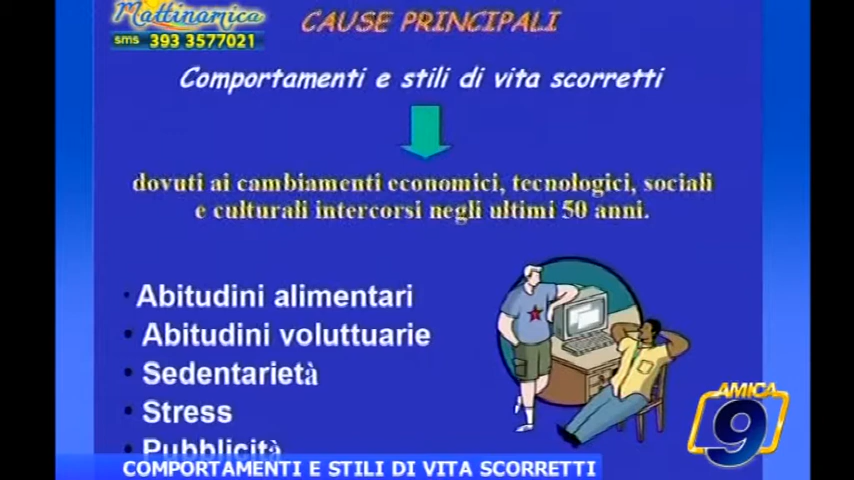 Mattinamica
sms 393 3577021
CAUSE PRINCIPALI
Comportamenti e stili di vita scorretti
dovuti ai cambiamenti economici, tecnologici, sociali
e culturali intercorsi negli ultimi 50 anni.
• Abitudini alimentari
• Abitudini voluttuarie
• Sedentarietà
• Stress
• Pubblicità
AMICA
9
COMPORTAMENTI E STILI DI VITA SCORRETTI